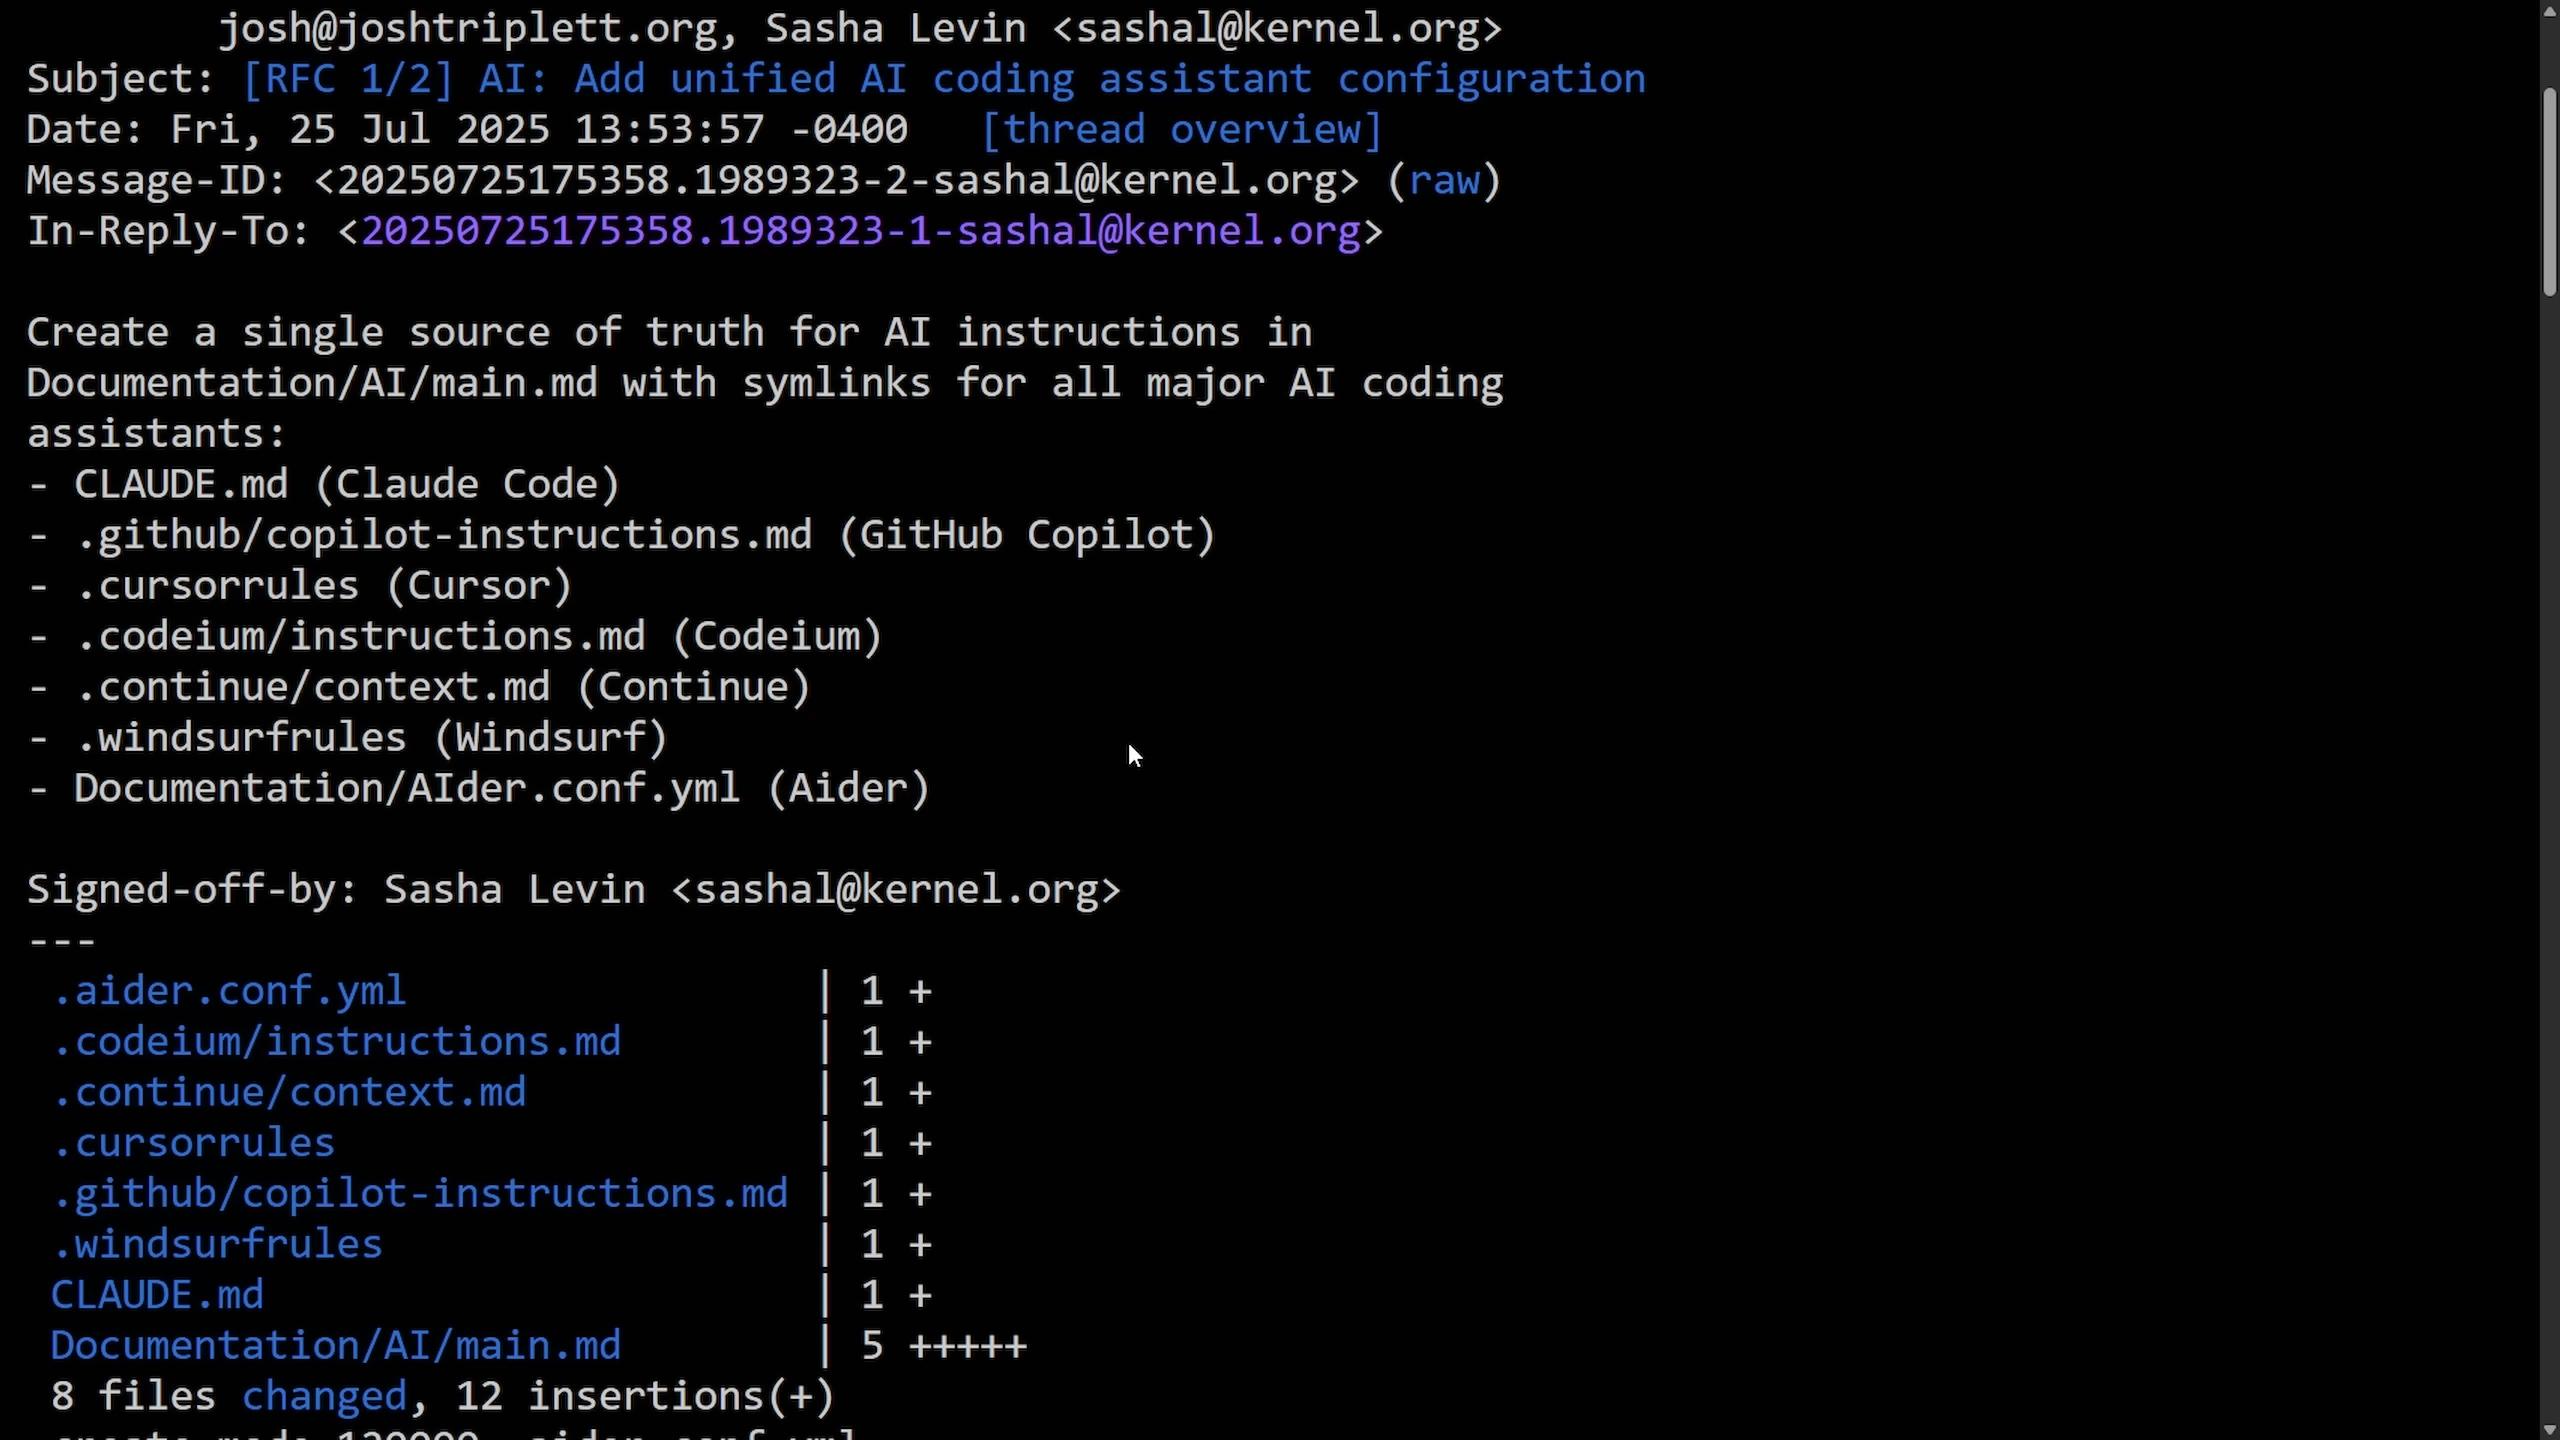 josh@joshtriplett.org, Sasha Levin <sashal@kernel.org>
Subject: [RFC 1/2] AI: Add unified AI coding assistant configuration
Date: Fri, 25 Jul 2025 13:53:57 -0400 [thread overview]
Message-ID: <20250725175358.1989323-2-sashal@kernel.org> (raw)
In-Reply-To: <20250725175358.1989323-1-sashal@kernel.org>
Create a single source of truth for AI instructions in
Documentation/AI/main.md with symlinks for all major AI coding
assistants:
- CLAUDE.md (Claude Code)
- .github/copilot-instructions.md (GitHub Copilot)
- .cursorrules (Cursor)
- .codeium/instructions.md (Codeium)
- .continue/context.md (Continue)
- .windsurfrules (Windsurf)
- Documentation/AIder.conf.yml (Aider)
Signed-off-by: Sasha Levin <sashal@kernel.org>
---
.aider.conf.yml | 1 +
.codeium/instructions.md | 1 +
.continue/context.md | 1 +
.cursorrules | 1 +
.github/copilot-instructions.md | 1 +
.windsurfrules | 1 +
CLAUDE.md | 1 +
Documentation/AI/main.md | 5 +++++
8 files changed, 12 insertions(+)
create mode 120000 .aider.conf.yml